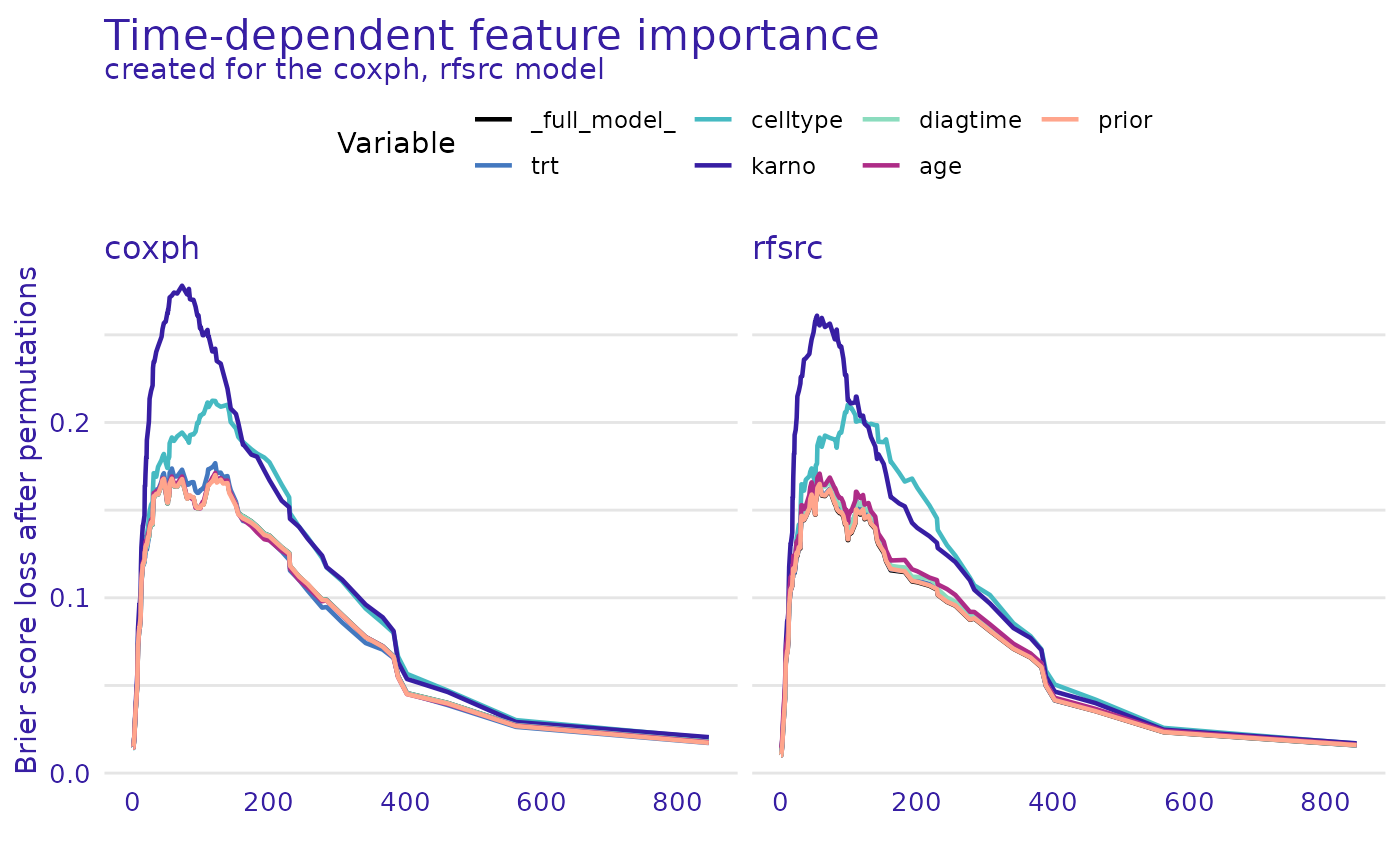 Time-dependent feature importance
created for the coxph, rfsrc model
Variable
_full_model_ celltype diagtime prior
trt karno age
coxph rfsrc
Brier score loss after permutations
0.2
0.1
0.0
0 200 400 600 800 0 200 400 600 800